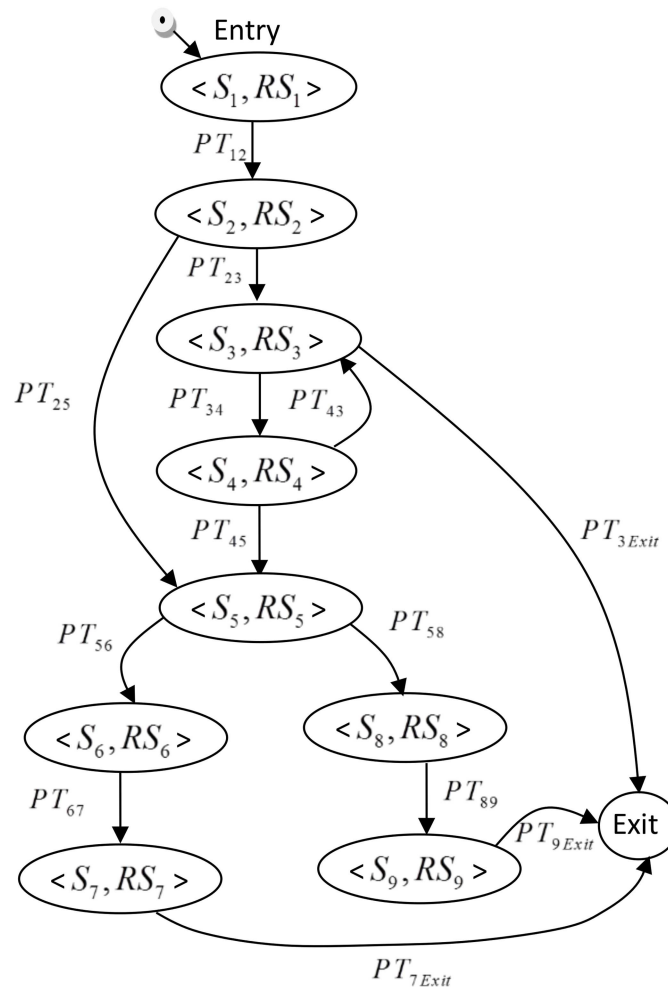 Entry
< S₁, RS₁ >
PT₁₂
< S₂, RS₂ >
PT₂₃
< S₃, RS₃ >
PT₂₅
PT₃₄
PT₄₃
< S₄, RS₄ >
PT₄₅
PT₃Exit
< S₅, RS₅ >
PT₅₆
PT₅₈
< S₆, RS₆ >
< S₈, RS₈ >
PT₆₇
PT₈₉
Exit
PT₉Exit
< S₇, RS₇ >
< S₉, RS₉ >
PT₇Exit